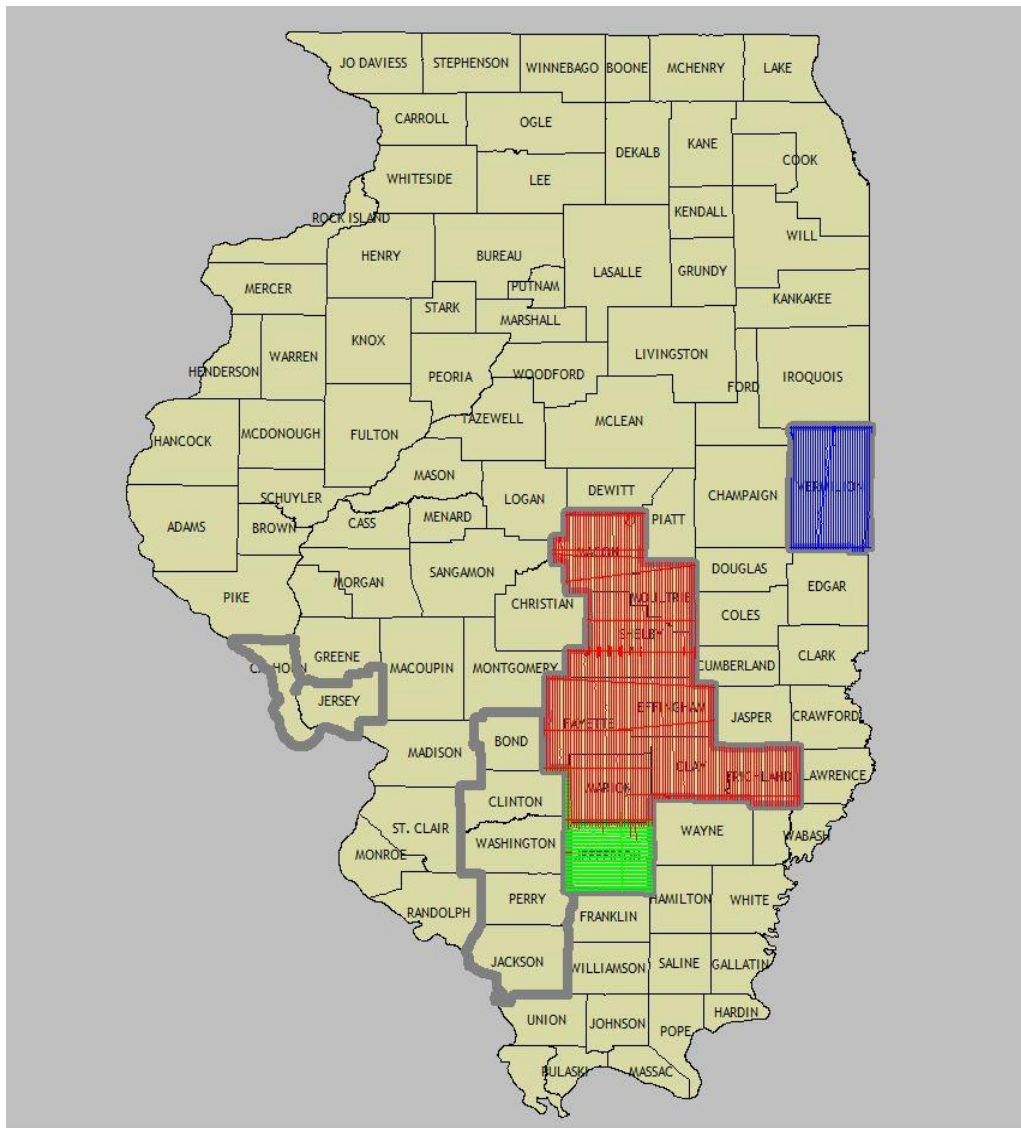 JO DAVIESS
STEPHENSON
WINNEBAGO
BOONE
MCHENRY
LAKE
CARROLL
OGLE
DEKALB
KANE
COOK
WHITESIDE
LEE
ROCK ISLAND
KENDALL
WILL
HENRY
BUREAU
LASALLE
GRUNDY
MERCER
PUTNAM
KANKAKEE
STARK
MARSHALL
KNOX
HENDERSON
WARREN
PEORIA
WOODFORD
LIVINGSTON
FORD
IROQUOIS
HANCOCK
MCDONOUGH
FULTON
TAZEWELL
MCLEAN
MASON
SCHUYLER
LOGAN
DEWITT
CHAMPAIGN
VERMILION
ADAMS
BROWN
CASS
MENARD
PIATT
MACON
PIKE
MORGAN
SANGAMON
CHRISTIAN
MOULTRIE
DOUGLAS
EDGAR
SHELBY
COLES
CALHOUN
GREENE
JERSEY
MACOUPIN
MONTGOMERY
CUMBERLAND
CLARK
FAYETTE
EFFINGHAM
JASPER
CRAWFORD
MADISON
BOND
CLAY
RICHLAND
LAWRENCE
CLINTON
MARION
ST. CLAIR
MONROE
WASHINGTON
JEFFERSON
WAYNE
WABASH
RANDOLPH
PERRY
FRANKLIN
HAMILTON
WHITE
JACKSON
WILLIAMSON
SALINE
GALLATIN
UNION
JOHNSON
POPE
HARDIN
PULASKI
MASSAC